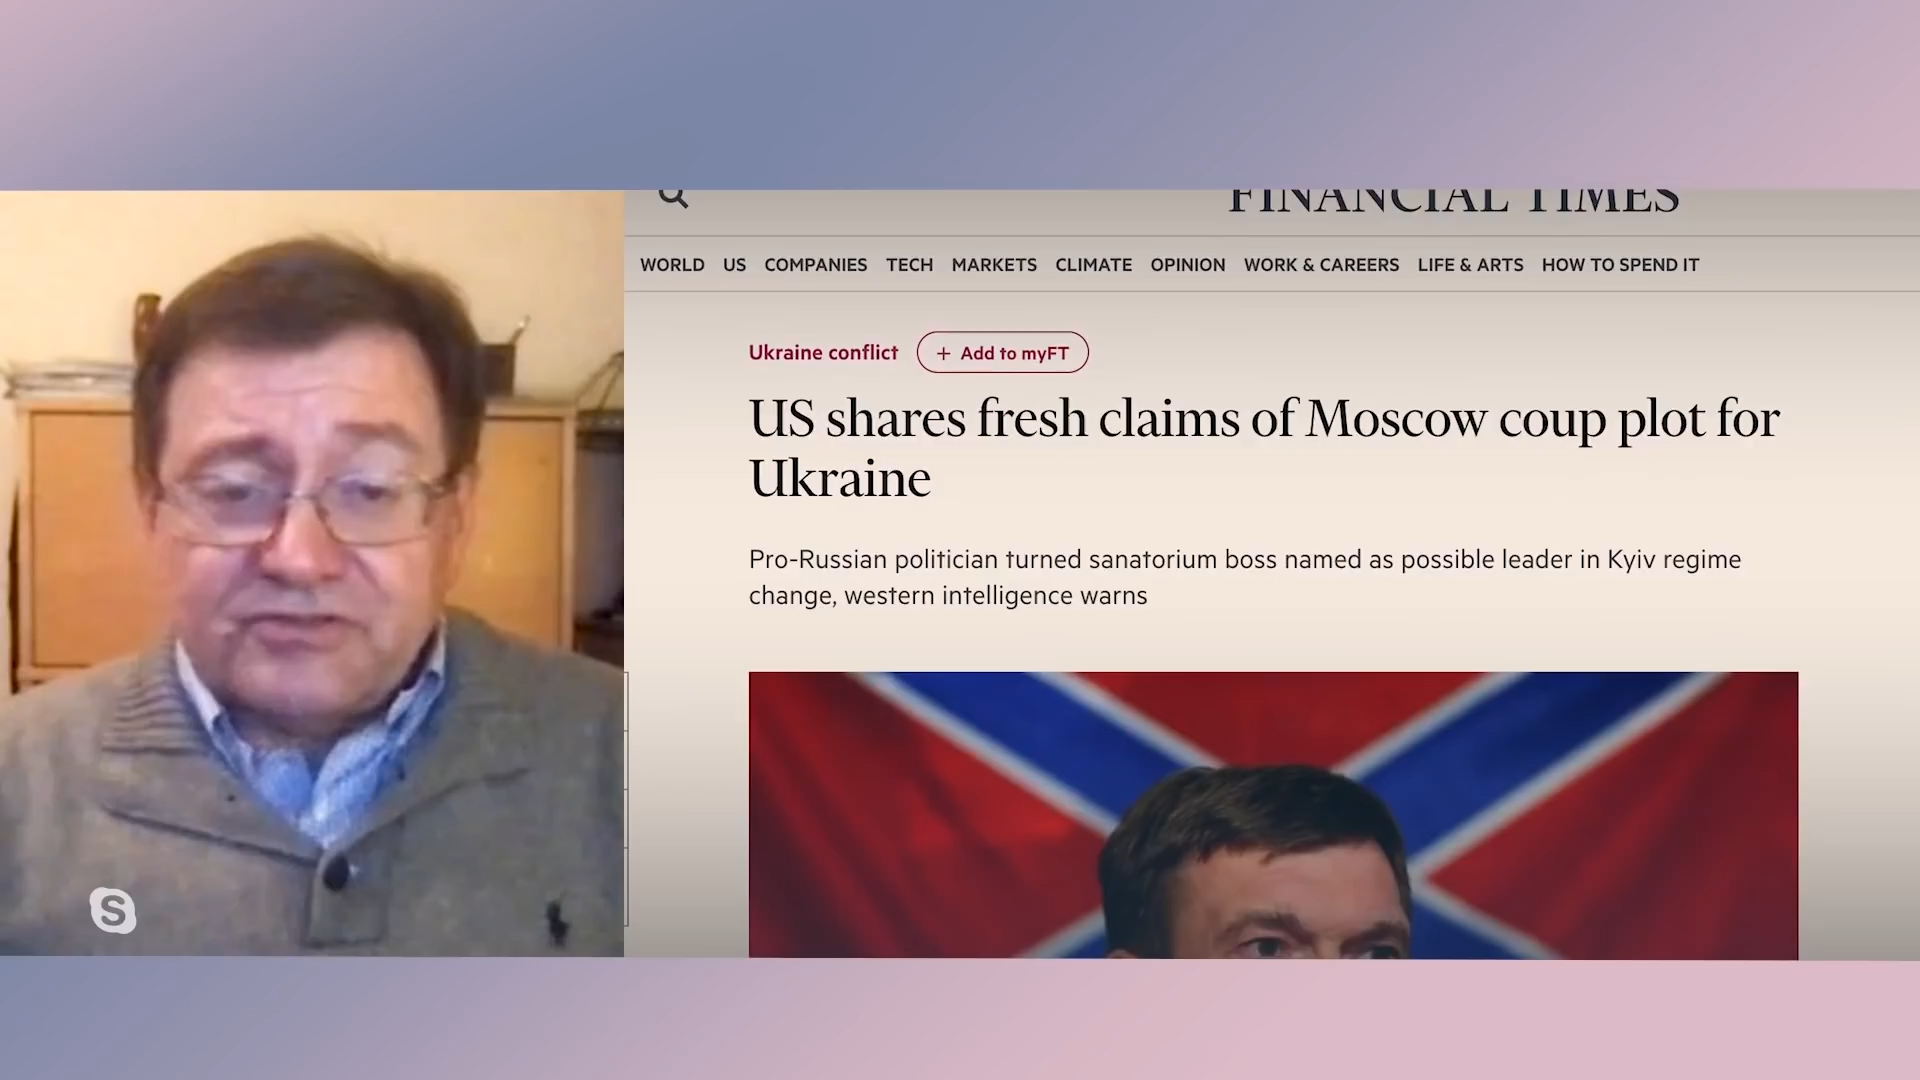 FINANCIAL TIMES
WORLD US COMPANIES TECH MARKETS CLIMATE OPINION WORK & CAREERS LIFE & ARTS HOW TO SPEND IT
Ukraine conflict + Add to myFT
US shares fresh claims of Moscow coup plot for
Ukraine
Pro-Russian politician turned sanatorium boss named as possible leader in Kyiv regime
change, western intelligence warns
S